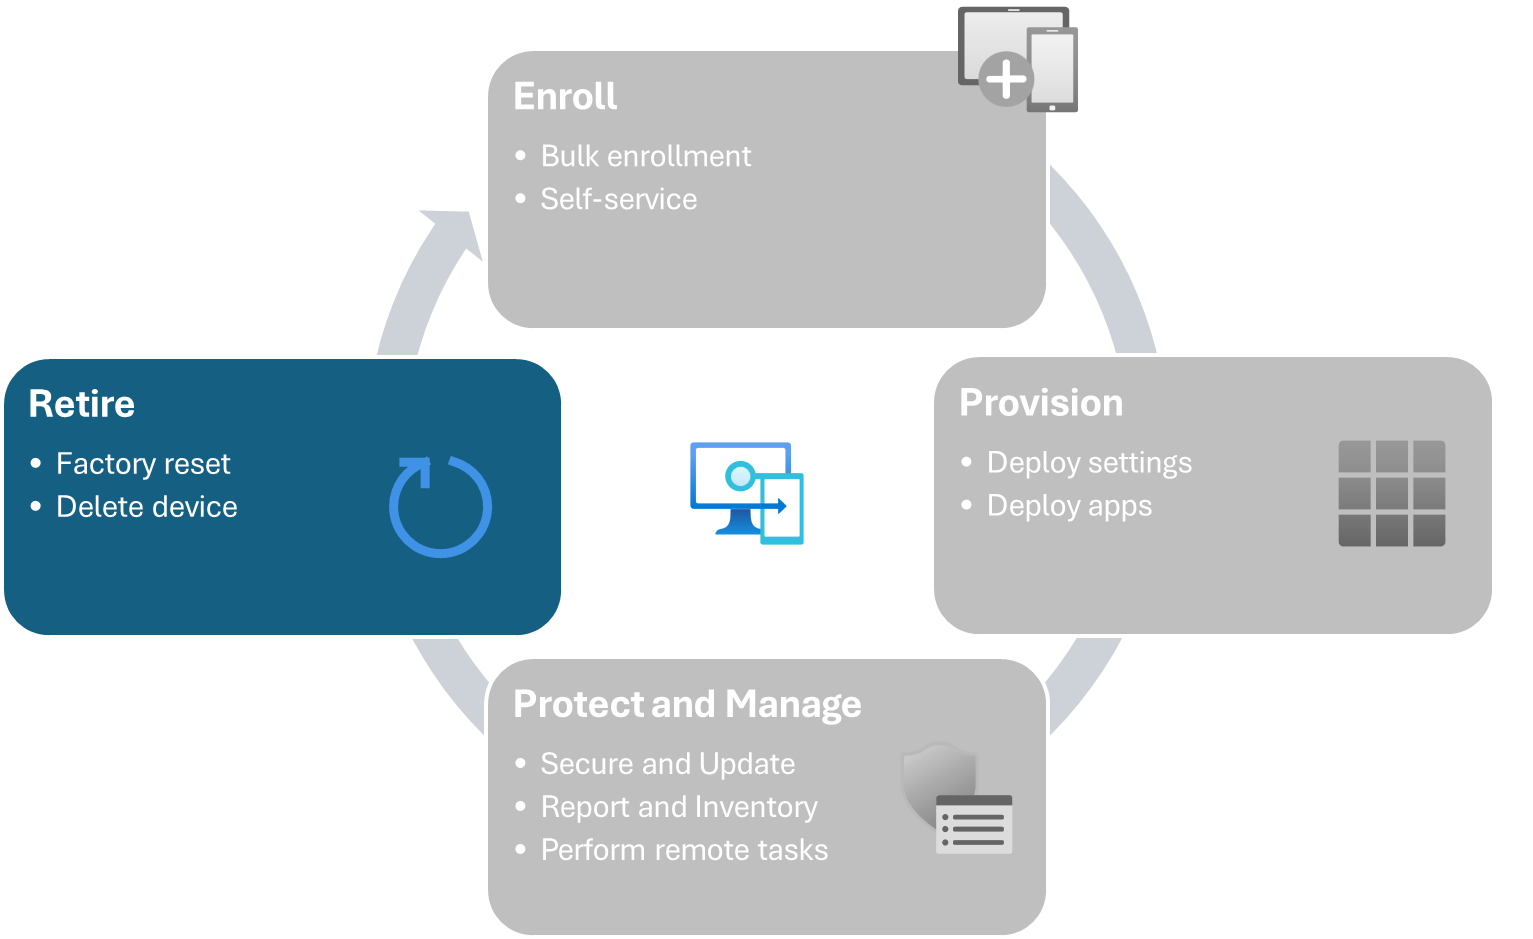 Enroll
• Bulk enrollment
• Self-service
Retire
• Factory reset
• Delete device
Provision
• Deploy settings
• Deploy apps
Protect and Manage
• Secure and Update
• Report and Inventory
• Perform remote tasks